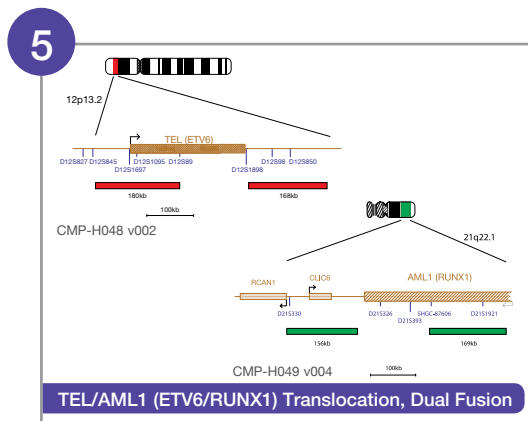 5
12p13.2
TEL (ETV6)
D12S827 D12S845 D12S1095 D12S89 D12S98 D12S850
D12S1697 D12S1898
180kb 168kb
100kb
CMP-H048 v002
21q22.1
RCAN1 CLIC6 AML1 (RUNX1)
D21S330 D21S326 SHGC-87606 D21S1921
D21S393
156kb 169kb
CMP-H049 v004 100kb
TEL/AML1 (ETV6/RUNX1) Translocation, Dual Fusion